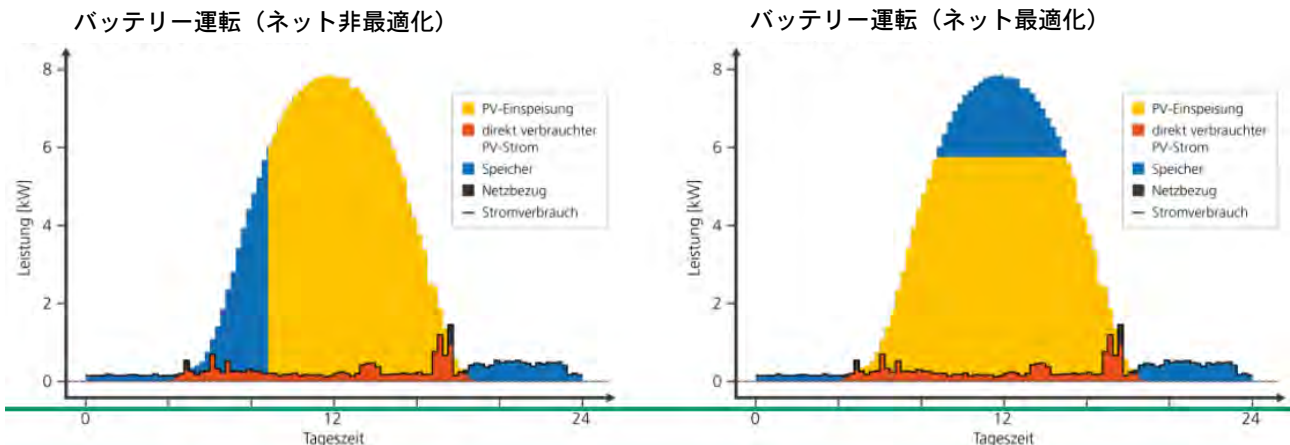 バッテリー運転（ネット非最適化）
8
6
4
2
0
Leistung [kW]
PV-Einspeisung
direkt verbrauchter
PV-Strom
Speicher
Netzbezug
Stromverbrauch
0
12
24
Tageszeit
バッテリー運転（ネット最適化）
8
6
4
2
0
Leistung [kW]
PV-Einspeisung
direkt verbrauchter
PV-Strom
Speicher
Netzbezug
Stromverbrauch
0
12
24
Tageszeit